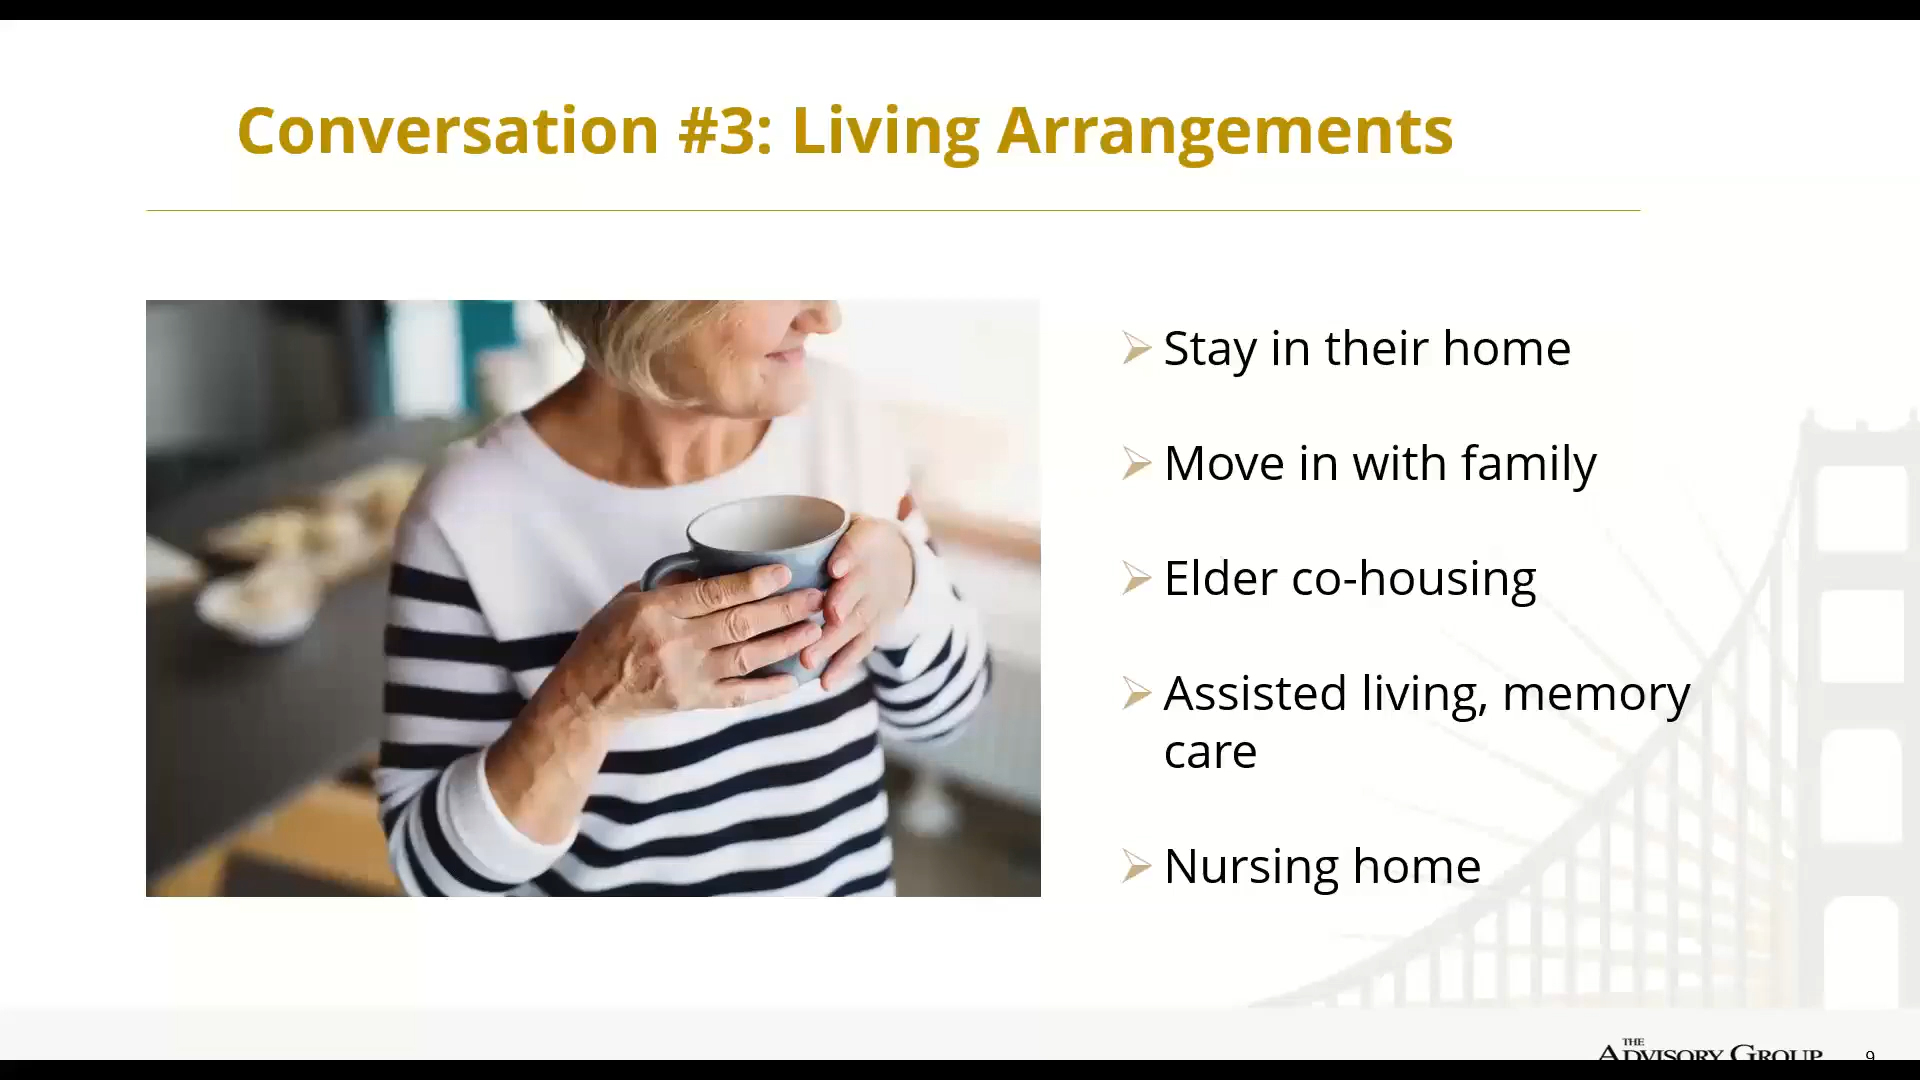 Conversation #3: Living Arrangements
Stay in their home
Move in with family
Elder co-housing
Assisted living, memory
care
Nursing home
THE
ADVISORY GROUP
9